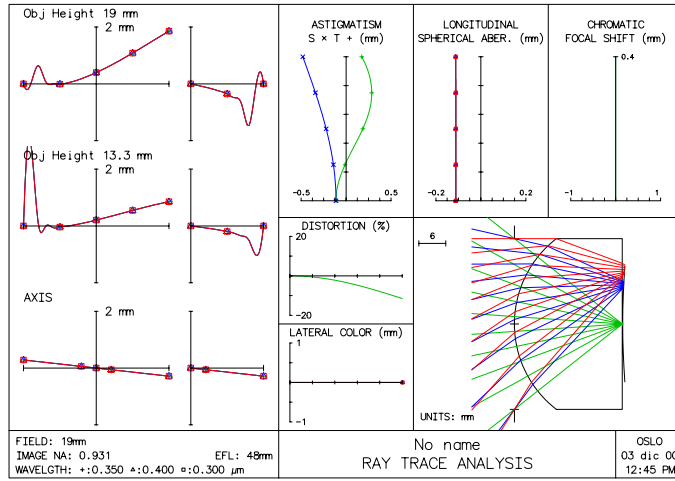 Obj Height 19 mm
2 mm
Obj Height 13.3 mm
2 mm
AXIS
2 mm
ASTIGMATISM
S × T + (mm)
-0.5
0.5
LONGITUDINAL
SPHERICAL ABER. (mm)
-0.2
0.2
CHROMATIC
FOCAL SHIFT (mm)
0.4
-1
1
DISTORTION (%)
20
-20
LATERAL COLOR (mm)
1
-1
6
UNITS: mm
FIELD: 19mm
IMAGE NA: 0.931 EFL: 48mm
WAVELGTH: +:0.350 ▵:0.400 ▫:0.300 µm
No name
RAY TRACE ANALYSIS
OSLO
03 dic 00
12:45 PM